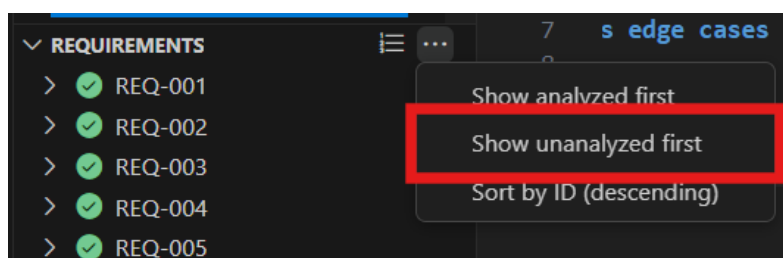 REQUIREMENTS
REQ-001
REQ-002
REQ-003
REQ-004
REQ-005
7 s edge cases
8
Show analyzed first
Show unanalyzed first
Sort by ID (descending)